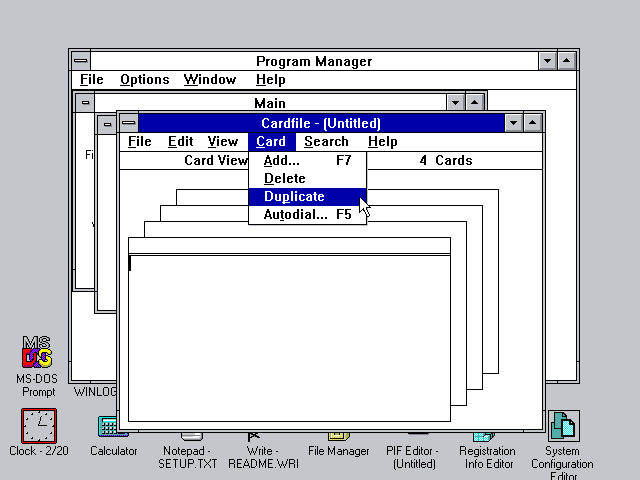 Program Manager
File Options Window Help
Main
Cardfile - (Untitled)
File Edit View Card Search Help
Card View
4 Cards
Add... F7
Delete
Duplicate
Autodial... F5
Fi
MS-DOS
Prompt
WINLOG
Clock - 2/20
Calculator
Notepad -
SETUP.TXT
Write -
README.WRI
File Manager
PIF Editor -
(Untitled)
Registration
Info Editor
System
Configuration
Editor